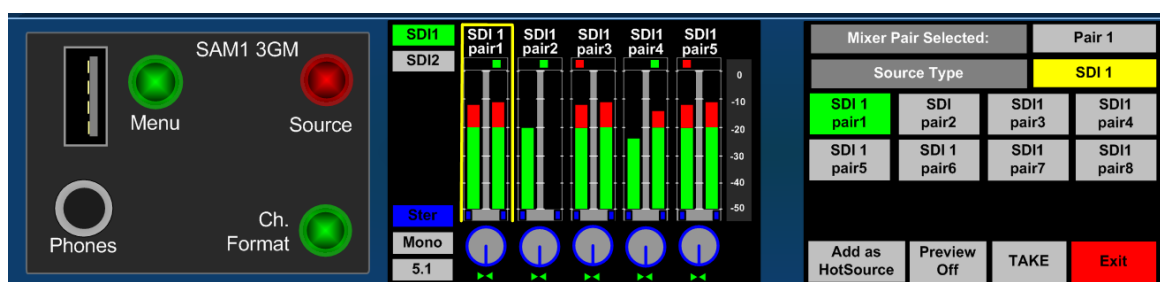 SAM1 3GM
Menu
Source
Phones
Ch.
Format
SDI1
SDI2
Ster
Mono
5.1
SDI 1
pair1
SDI1
pair2
SDI1
pair3
SDI1
pair4
SDI1
pair5
0
-10
-20
-30
-40
-50
Mixer Pair Selected:
Pair 1
Source Type
SDI 1
SDI 1
pair1
SDI
pair2
SDI1
pair3
SDI1
pair4
SDI 1
pair5
SDI 1
pair6
SDI1
pair7
SDI1
pair8
Add as
HotSource
Preview
Off
TAKE
Exit